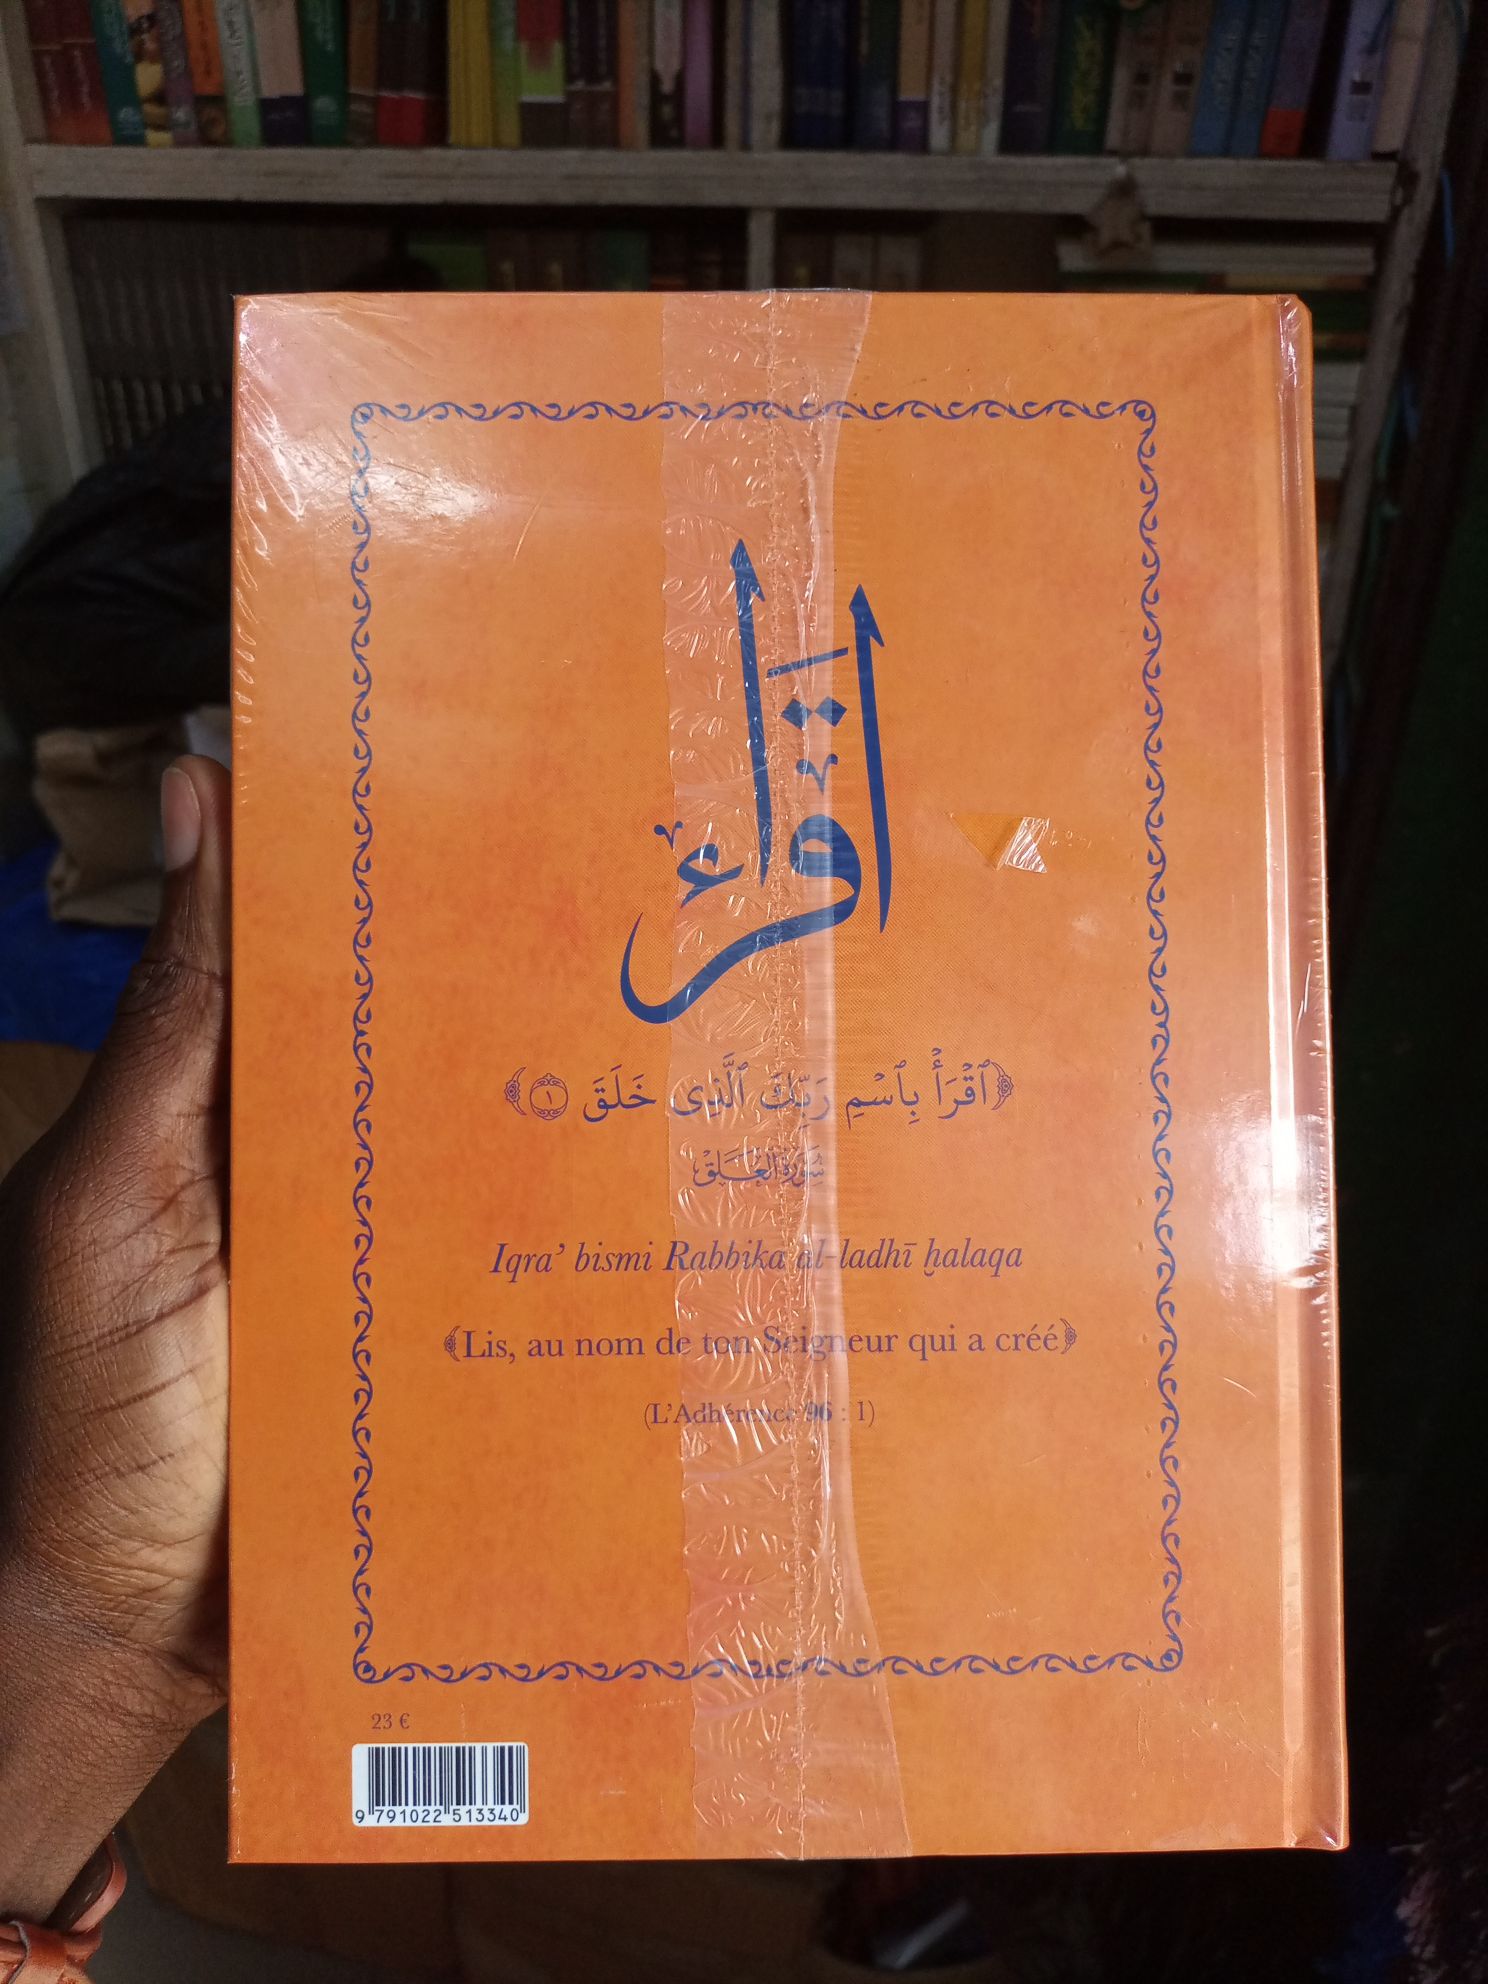 اقرأ
﴿ٱقۡرَأۡ بِٱسۡمِ رَبِّكَ ٱلَّذِى خَلَقَ ١﴾
سُورَةُ العَلَقِ
Iqra’ bismi Rabbika al-ladhī ḫalaqa
﴾Lis, au nom de ton Seigneur qui a créé﴿
(L’Adhérence 96 : 1)
23 €
9 791022 513340